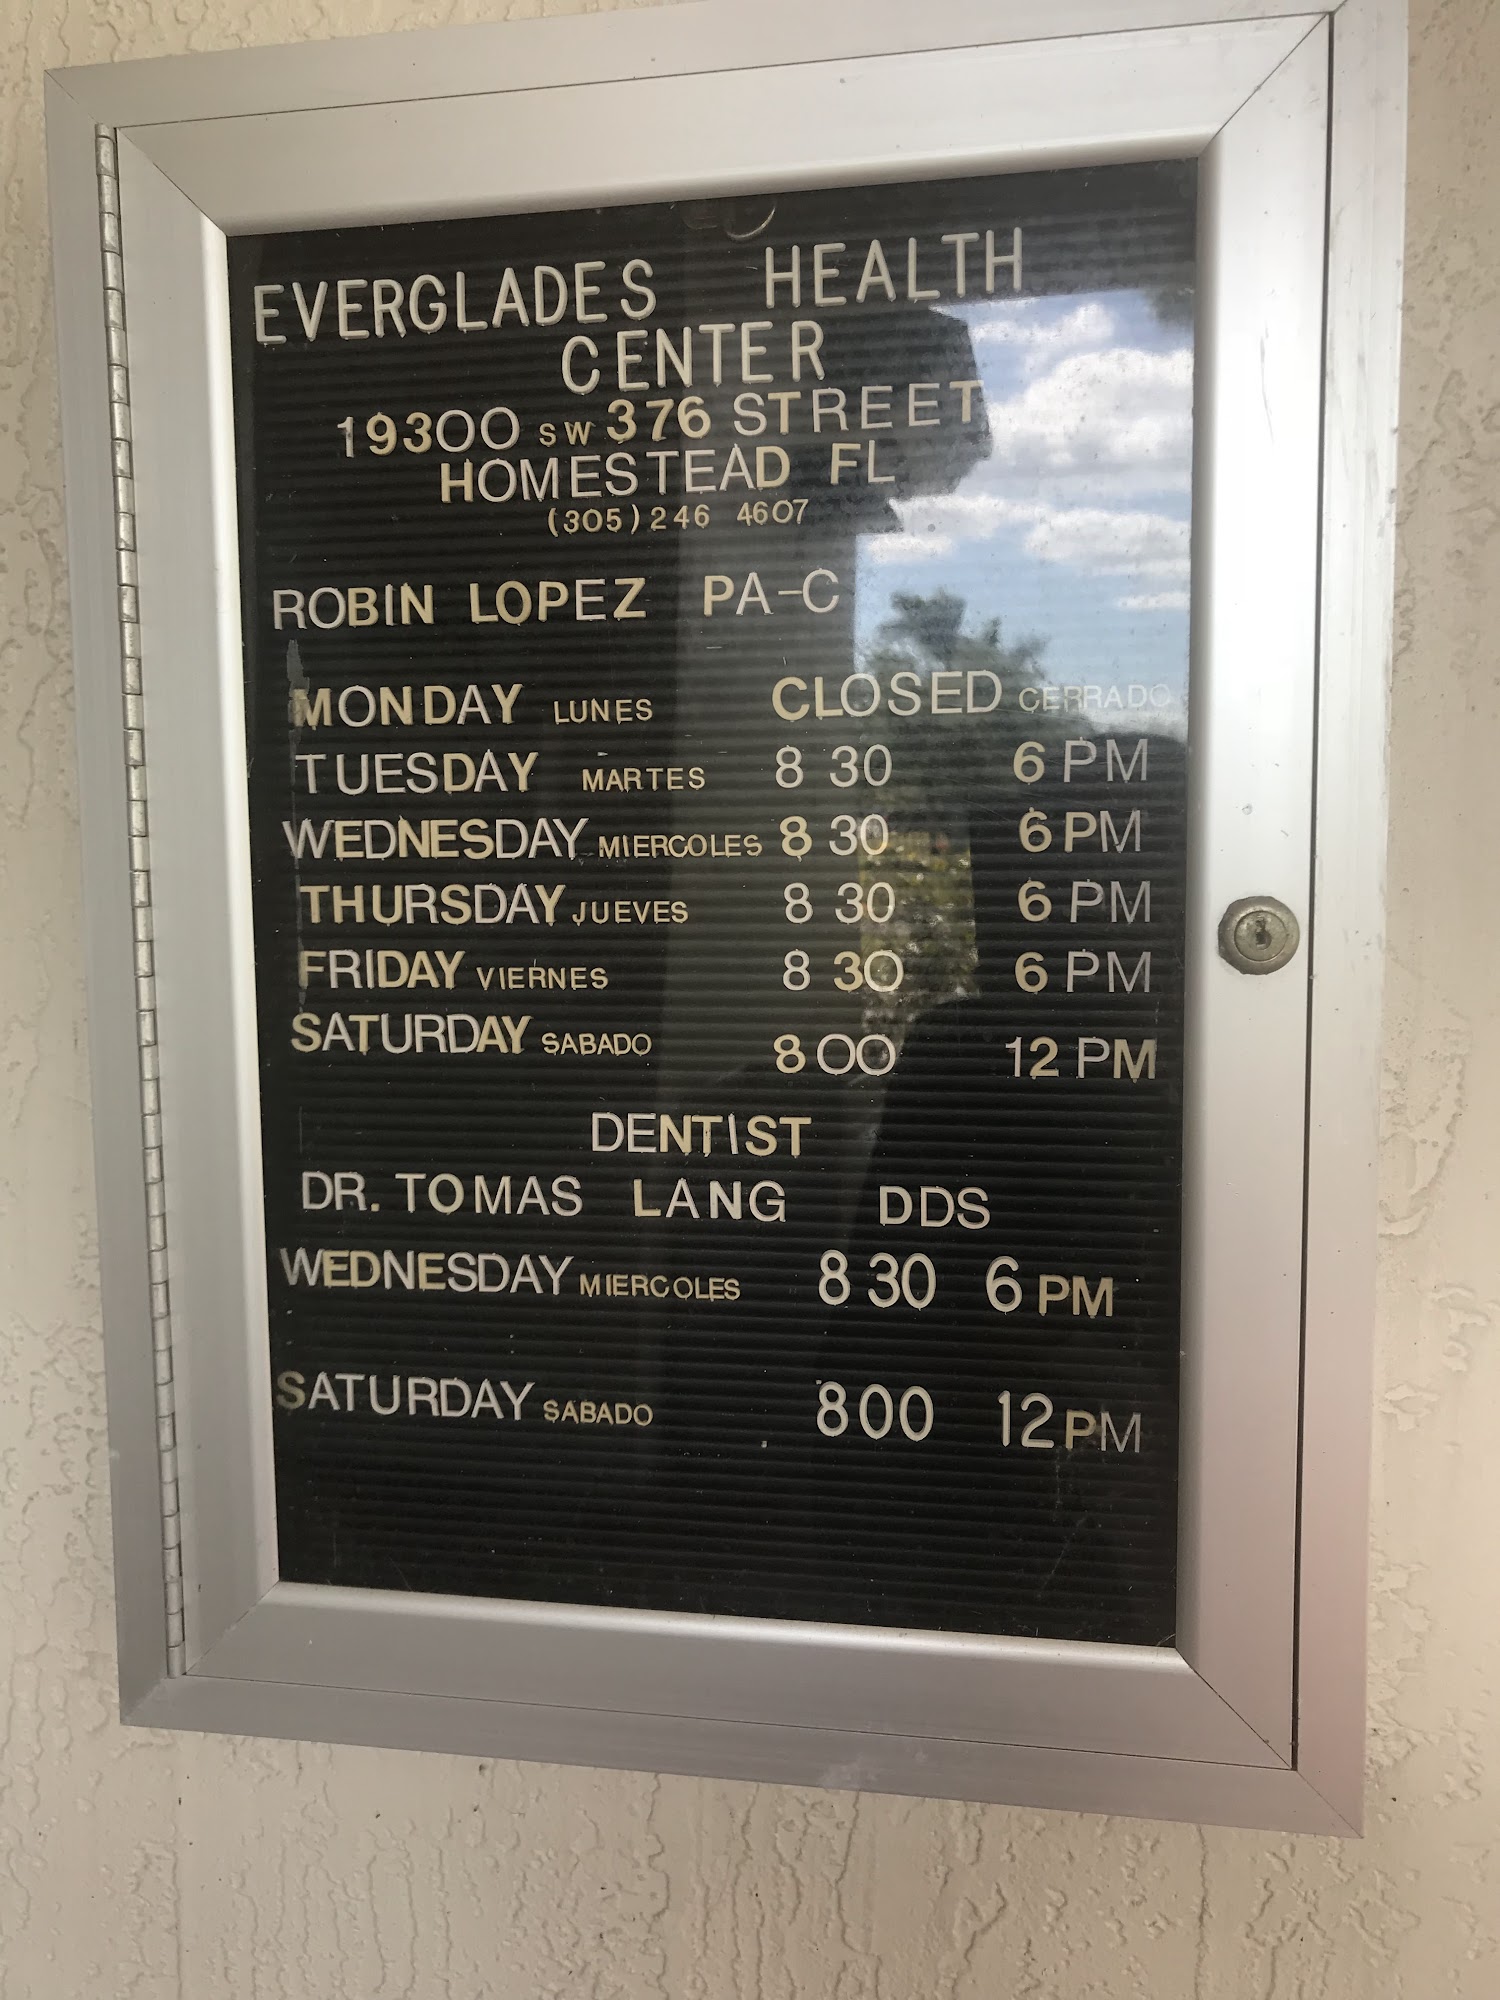 EVERGLADES HEALTH
CENTER
19300 SW 376 STREET
HOMESTEAD FL
(305) 246 4607
ROBIN LOPEZ PA-C
MONDAY LUNES CLOSED CERRADO
TUESDAY MARTES 8 30 6 PM
WEDNESDAY MIERCOLES 8 30 6 PM
THURSDAY JUEVES 8 30 6 PM
FRIDAY VIERNES 8 30 6 PM
SATURDAY SABADO 8 00 12 PM
DENTIST
DR. TOMAS LANG DDS
WEDNESDAY MIERCOLES 8 30 6 PM
SATURDAY SABADO 800 12 PM